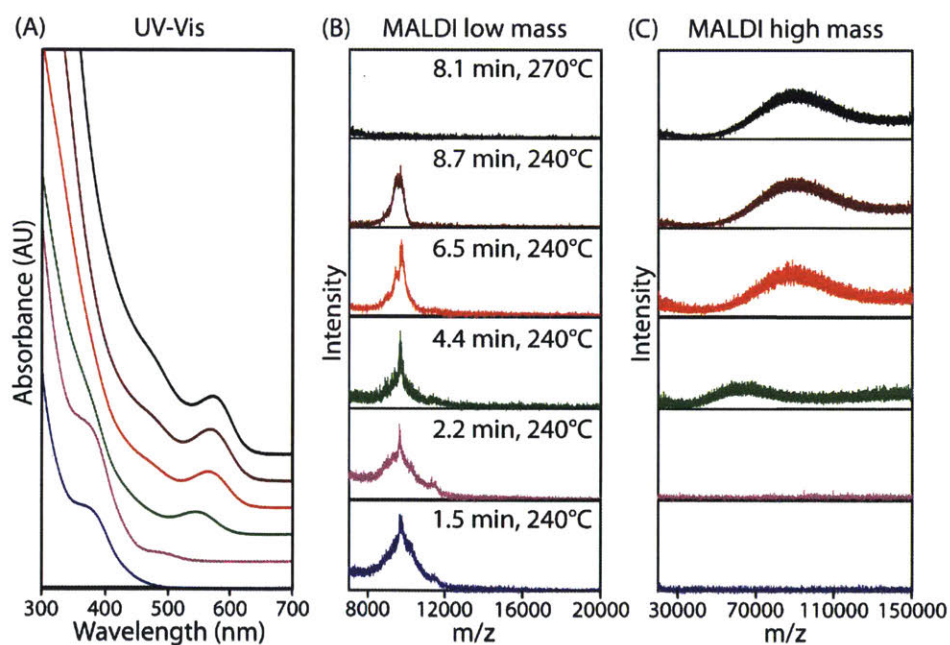 (A) UV-Vis
Absorbance (AU)
300 400 500 600 700
Wavelength (nm)
(B) MALDI low mass
Intensity
8.1 min, 270°C
8.7 min, 240°C
6.5 min, 240°C
4.4 min, 240°C
2.2 min, 240°C
1.5 min, 240°C
8000 12000 16000 20000
m/z
(C) MALDI high mass
Intensity
30000 70000 110000 150000
m/z